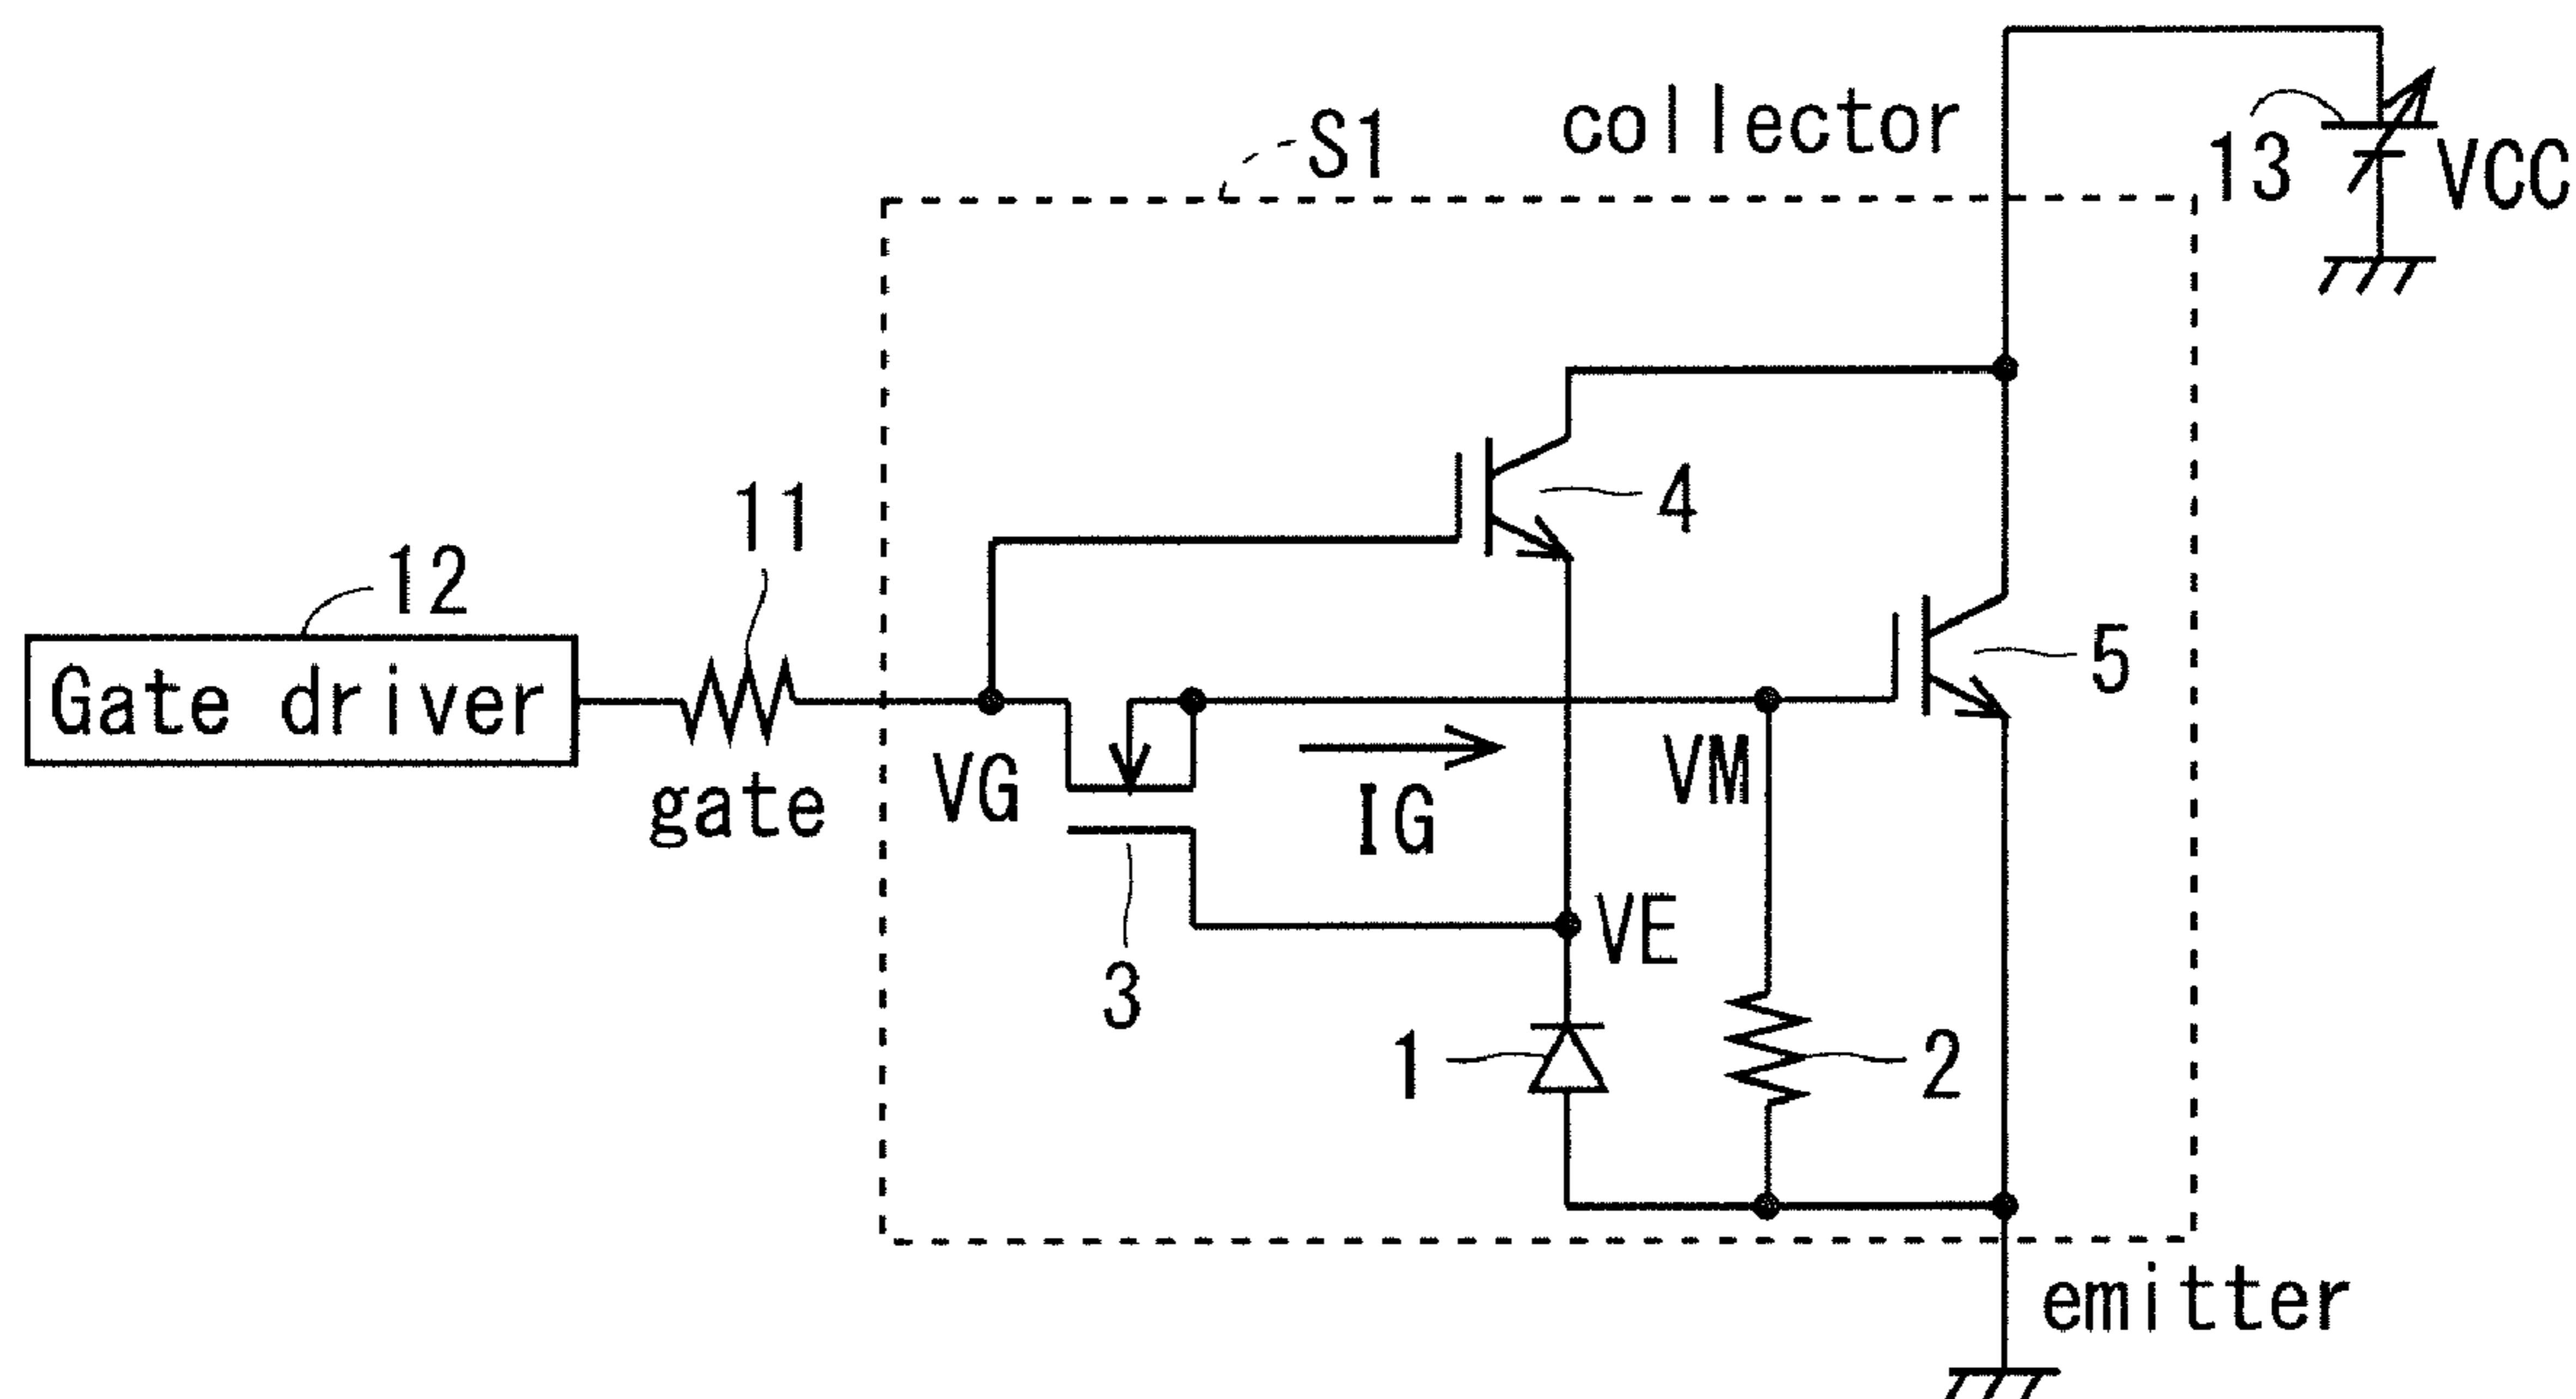 collector
S1
13
VCC
4
11
12
5
Gate driver
gate
VG
IG
VM
VE
3
1
2
emitter